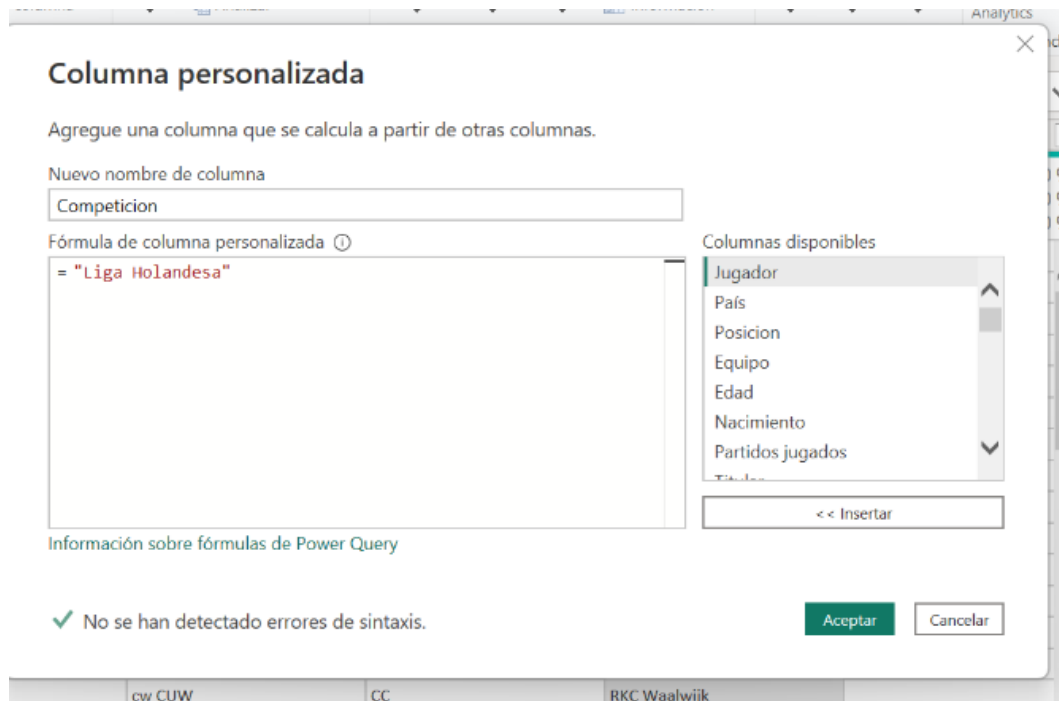 Analytics
Columna personalizada
Agregue una columna que se calcula a partir de otras columnas.
Nuevo nombre de columna
Competicion
Fórmula de columna personalizada
Columnas disponibles
= "Liga Holandesa"
Jugador
País
Posicion
Equipo
Edad
Nacimiento
Partidos jugados
<< Insertar
Información sobre fórmulas de Power Query
No se han detectado errores de sintaxis.
Aceptar
Cancelar
cw CUW
CC
RKC Waalwijk